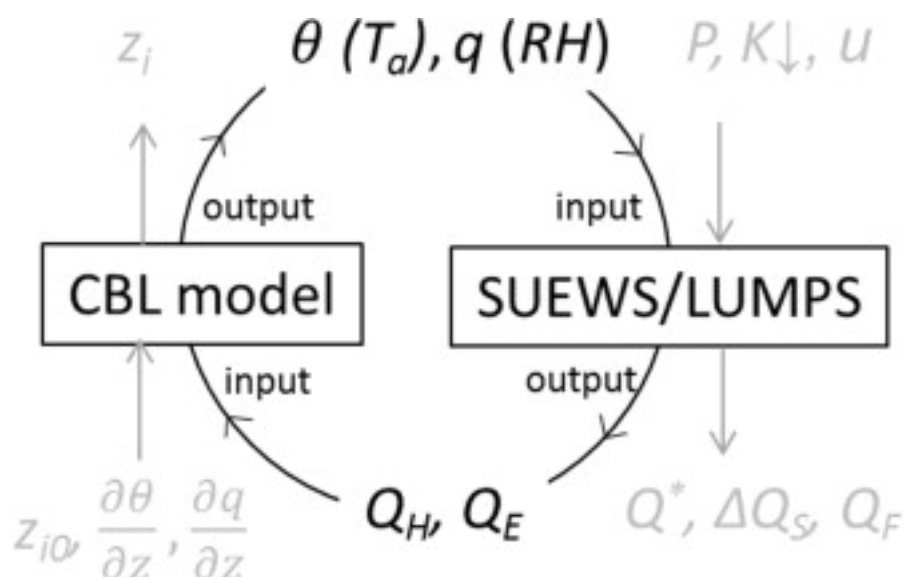 z_i θ (T_a), q (RH) P, K↓, u
output input
CBL model SUEWS/LUMPS
input output
z_i0, ∂θ/∂z, ∂q/∂z Q_H, Q_E Q*, ΔQ_S, Q_F